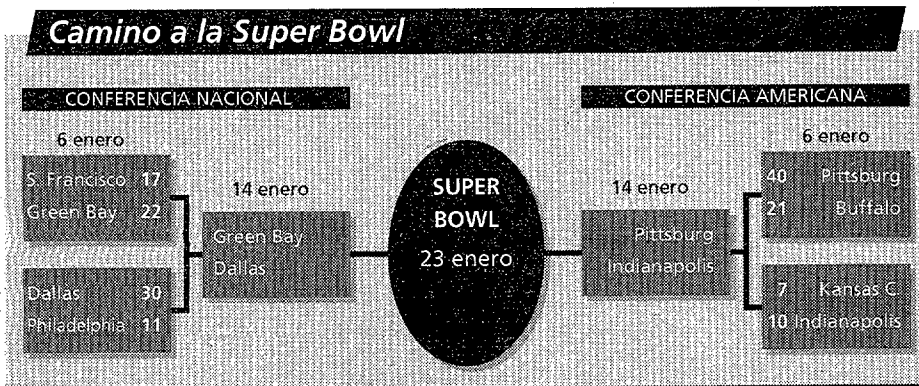 Camino a la Super Bowl
CONFERENCIA NACIONAL
6 enero
S. Francisco 17
Green Bay 22
Dallas 30
Philadelphia 11
14 enero
Green Bay
Dallas
SUPER
BOWL
23 enero
CONFERENCIA AMERICANA
14 enero
Pittsburg
Indianapolis
6 enero
40 Pittsburg
21 Buffalo
7 Kansas C.
10 Indianapolis